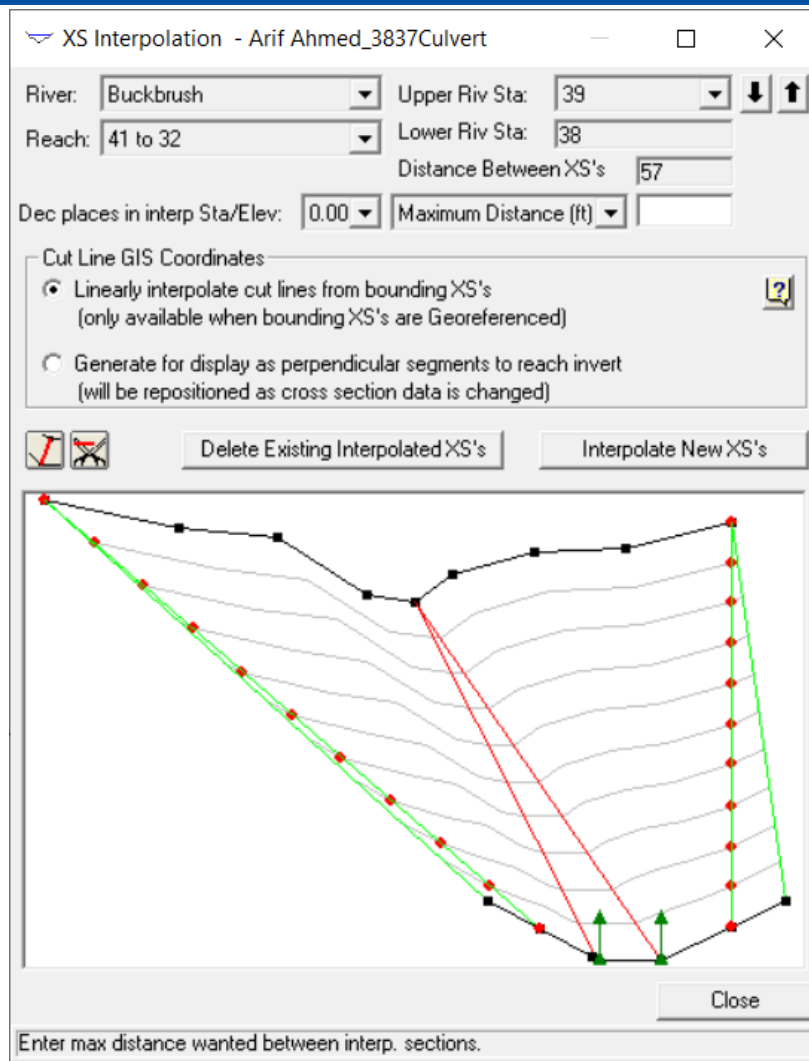 XS Interpolation - Arif Ahmed_3837Culvert
River: Buckbrush
Upper Riv Sta: 39
Reach: 41 to 32
Lower Riv Sta: 38
Distance Between XS's 57
Dec places in interp Sta/Elev: 0.00 Maximum Distance (ft)
Cut Line GIS Coordinates
Linearly interpolate cut lines from bounding XS's
(only available when bounding XS's are Georeferenced)
?
Generate for display as perpendicular segments to reach invert
(will be repositioned as cross section data is changed)
Delete Existing Interpolated XS's
Interpolate New XS's
Close
Enter max distance wanted between interp. sections.